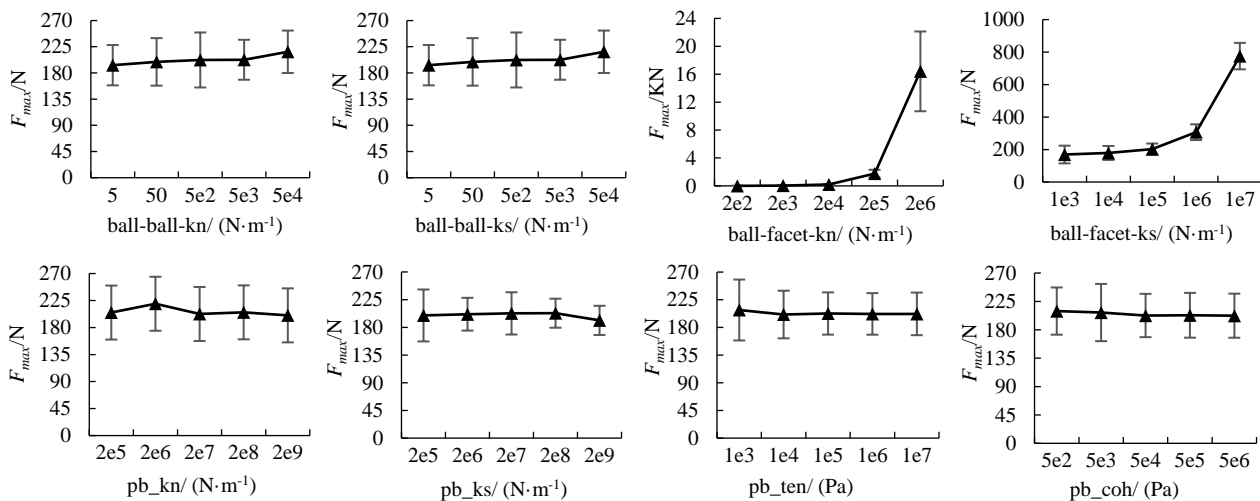 F_max/N
270
225
180
135
90
45
0
5 50 5e2 5e3 5e4
ball-ball-kn/ (N·m⁻¹)
F_max/N
270
225
180
135
90
45
0
5 50 5e2 5e3 5e4
ball-ball-ks/ (N·m⁻¹)
F_max/KN
24
20
16
12
8
4
0
2e2 2e3 2e4 2e5 2e6
ball-facet-kn/ (N·m⁻¹)
F_max/N
1000
800
600
400
200
0
1e3 1e4 1e5 1e6 1e7
ball-facet-ks/ (N·m⁻¹)
F_max/N
270
225
180
135
90
45
0
2e5 2e6 2e7 2e8 2e9
pb_kn/ (N·m⁻¹)
F_max/N
270
225
180
135
90
45
0
2e5 2e6 2e7 2e8 2e9
pb_ks/ (N·m⁻¹)
F_max/N
270
225
180
135
90
45
0
1e3 1e4 1e5 1e6 1e7
pb_ten/ (Pa)
F_max/N
270
225
180
135
90
45
0
5e2 5e3 5e4 5e5 5e6
pb_coh/ (Pa)